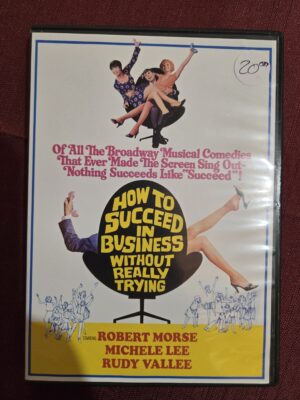 20.00
Of All The Broadway Musical Comedies
That Ever Made The Screen Sing Out-
Nothing Succeeds Like "Succeed"!
HOW TO
SUCCEED
IN
BUSINESS
WITHOUT
REALLY
TRYING
STARRING ROBERT MORSE
MICHELE LEE
RUDY VALLEE